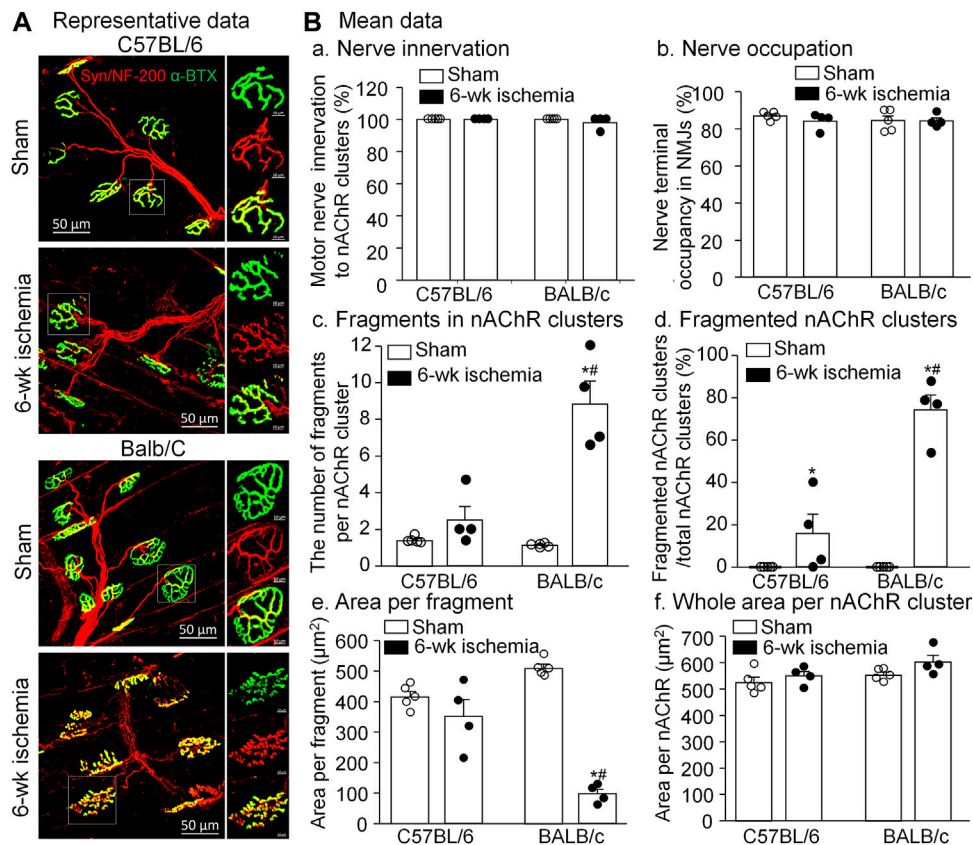 A Representative data
C57BL/6
Syn/NF-200 α-BTX
Sham
50 µm
6-wk ischemia
50 µm
Balb/C
Sham
50 µm
6-wk ischemia
50 µm
B Mean data
a. Nerve innervation
Sham
6-wk ischemia
Motor nerve innervation
to nAChR clusters (%)
120
100
80
60
40
20
0
C57BL/6 BALB/c
b. Nerve occupation
Sham
6-wk ischemia
Nerve terminal
occupancy in NMJs (%)
100
80
60
40
20
0
C57BL/6 BALB/c
c. Fragments in nAChR clusters
Sham
6-wk ischemia
The number of fragments
per nAChR cluster
12
10
8
6
4
2
0
*#
C57BL/6 BALB/c
d. Fragmented nAChR clusters
Sham
6-wk ischemia
Fragmented nAChR clusters
/total nAChR clusters (%)
100
80
60
40
20
0
*
*#
C57BL/6 BALB/c
e. Area per fragment
Sham
6-wk ischemia
Area per fragment (µm²)
600
500
400
300
200
100
0
*#
C57BL/6 BALB/c
f. Whole area per nAChR cluster
Sham
6-wk ischemia
Area per nAChR (µm²)
700
600
500
400
300
200
100
0
C57BL/6 BALB/c